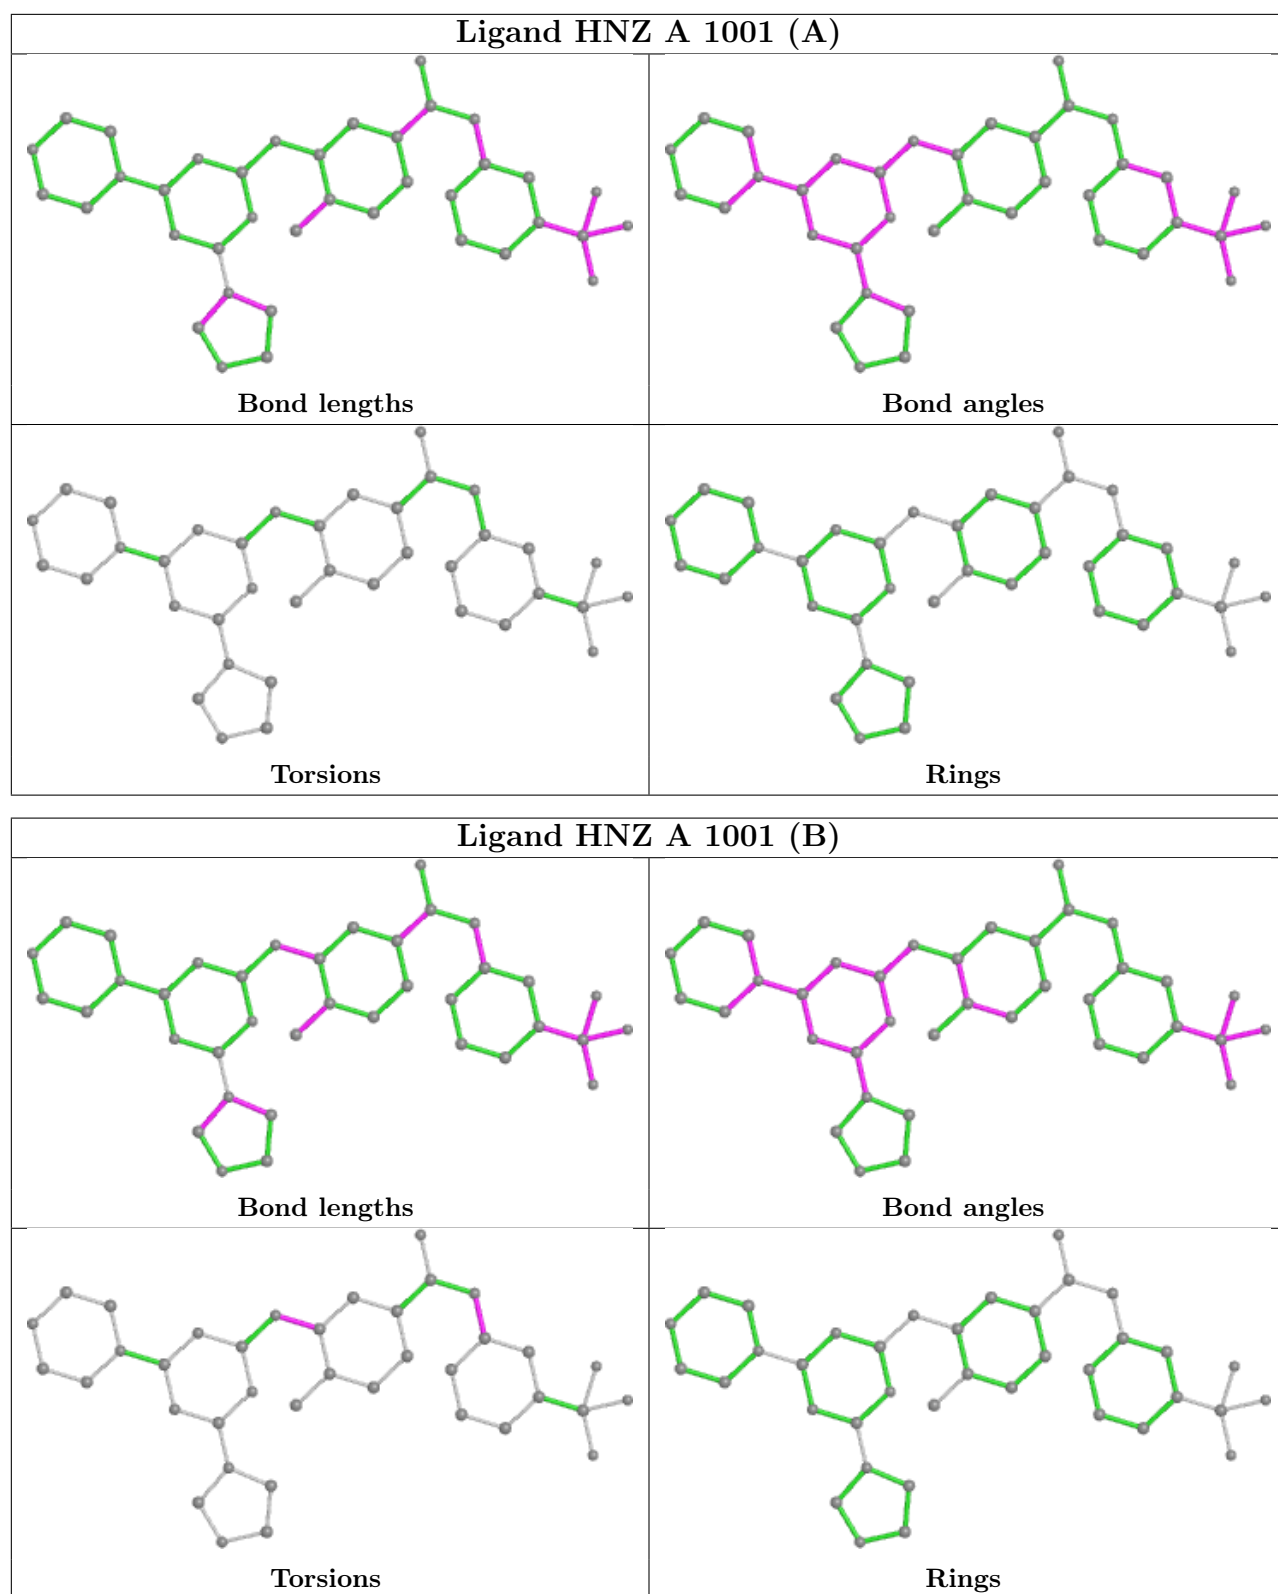 Ligand HNZ A 1001 (A)
Bond lengths
Bond angles
Torsions
Rings
Ligand HNZ A 1001 (B)
Bond lengths
Bond angles
Torsions
Rings